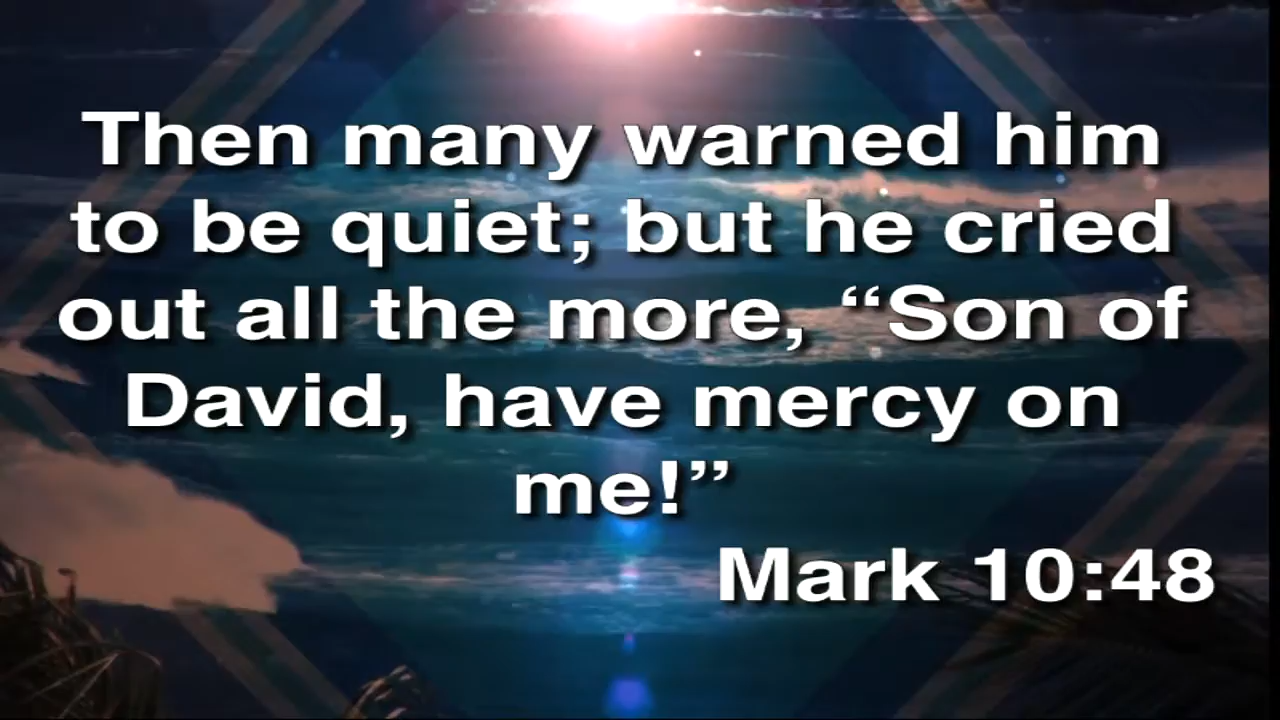 Then many warned him
to be quiet; but he cried
out all the more, “Son of
David, have mercy on
me!”
Mark 10:48